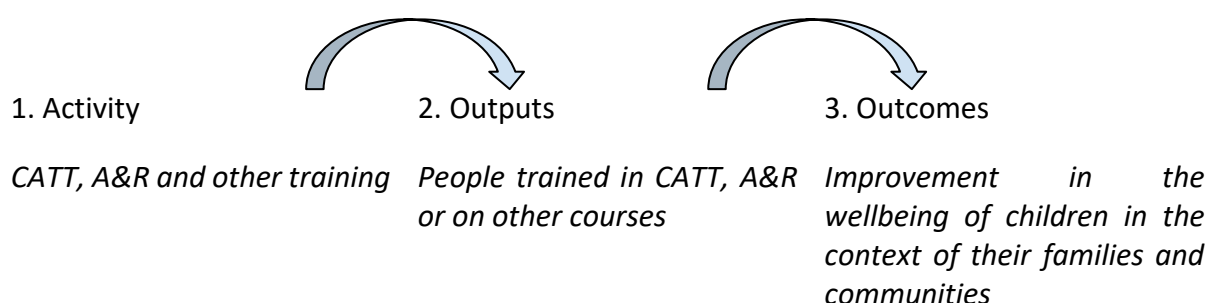 1. Activity
2. Outputs
3. Outcomes
CATT, A&R and other training
People trained in CATT, A&R
or on other courses
Improvement in the
wellbeing of children in the
context of their families and
communities